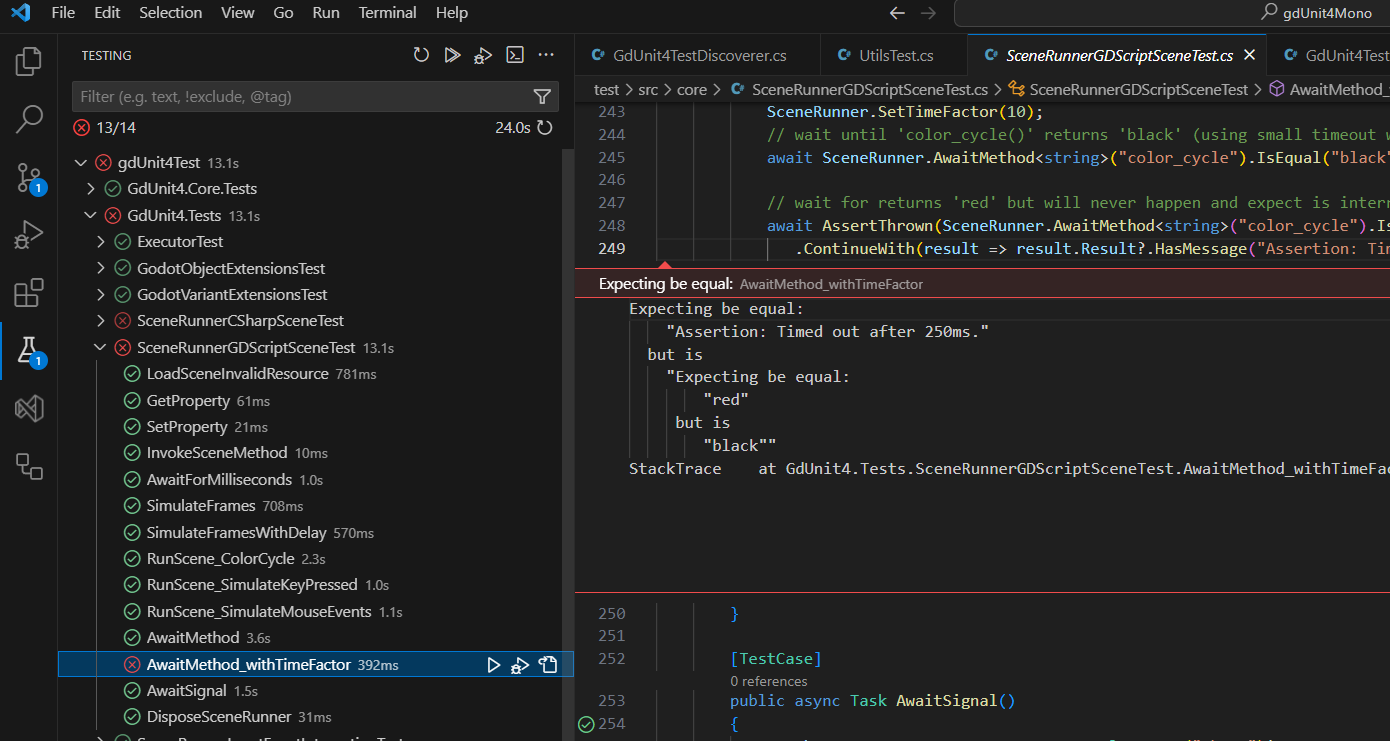 File Edit Selection View Go Run Terminal Help
gdUnit4Mono
TESTING
Filter (e.g. text, !exclude, @tag)
13/14
24.0s
gdUnit4Test 13.1s
GdUnit4.Core.Tests
GdUnit4.Tests 13.1s
ExecutorTest
GodotObjectExtensionsTest
GodotVariantExtensionsTest
SceneRunnerCSharpSceneTest
SceneRunnerGDScriptSceneTest 13.1s
LoadSceneInvalidResource 781ms
GetProperty 61ms
SetProperty 21ms
InvokeSceneMethod 10ms
AwaitForMilliseconds 1.0s
SimulateFrames 708ms
SimulateFramesWithDelay 570ms
RunScene_ColorCycle 2.3s
RunScene_SimulateKeyPressed 1.0s
RunScene_SimulateMouseEvents 1.1s
AwaitMethod 3.6s
AwaitMethod_withTimeFactor 392ms
AwaitSignal 1.5s
DisposeSceneRunner 31ms
1
1
GdUnit4TestDiscoverer.cs
UtilsTest.cs
SceneRunnerGDScriptSceneTest.cs
GdUnit4Test
test > src > core > SceneRunnerGDScriptSceneTest.cs > SceneRunnerGDScriptSceneTest > AwaitMethod_
243 SceneRunner.SetTimeFactor(10);
244 // wait until 'color_cycle()' returns 'black' (using small timeout w
245 await SceneRunner.AwaitMethod<string>("color_cycle").IsEqual("black"
246
247 // wait for returns 'red' but will never happen and expect is interr
248 await AssertThrown(SceneRunner.AwaitMethod<string>("color_cycle").Is
249 .ContinueWith(result => result.Result?.HasMessage("Assertion: Tim
Expecting be equal: AwaitMethod_withTimeFactor
Expecting be equal:
"Assertion: Timed out after 250ms."
but is
"Expecting be equal:
"red"
but is
"black""
StackTrace at GdUnit4.Tests.SceneRunnerGDScriptSceneTest.AwaitMethod_withTimeFac
250 }
251
252 [TestCase]
0 references
253 public async Task AwaitSignal()
254 {